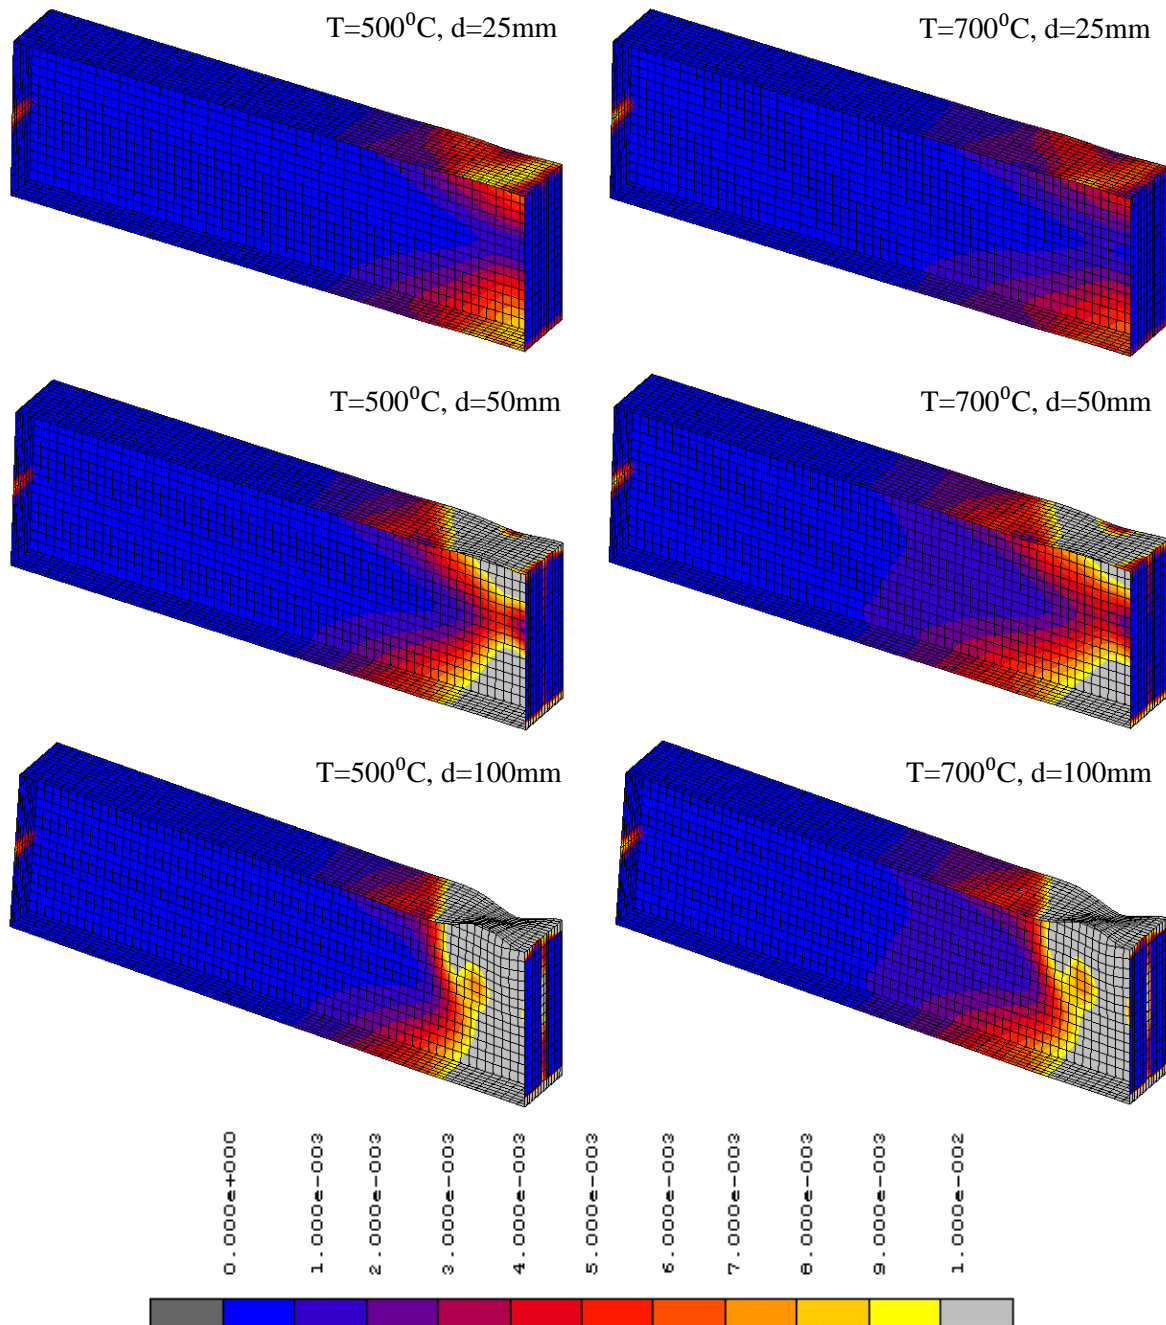 T=500⁰C, d=25mm
T=700⁰C, d=25mm
T=500⁰C, d=50mm
T=700⁰C, d=50mm
T=500⁰C, d=100mm
T=700⁰C, d=100mm
0.000e+000
1.000e-003
2.000e-003
3.000e-003
4.000e-003
5.000e-003
6.000e-003
7.000e-003
8.000e-003
9.000e-003
1.000e-002